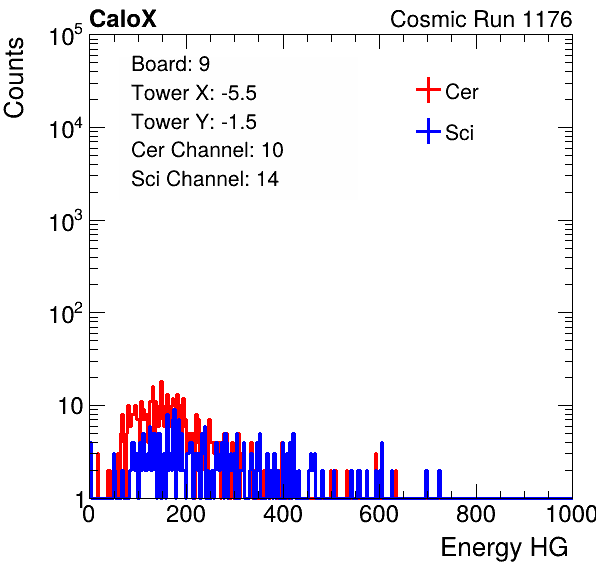 CaloX Cosmic Run 1176
Counts
10^5
10^4
10^3
10^2
10
1
Board: 9
Tower X: -5.5
Tower Y: -1.5
Cer Channel: 10
Sci Channel: 14
Cer
Sci
0 200 400 600 800 1000
Energy HG